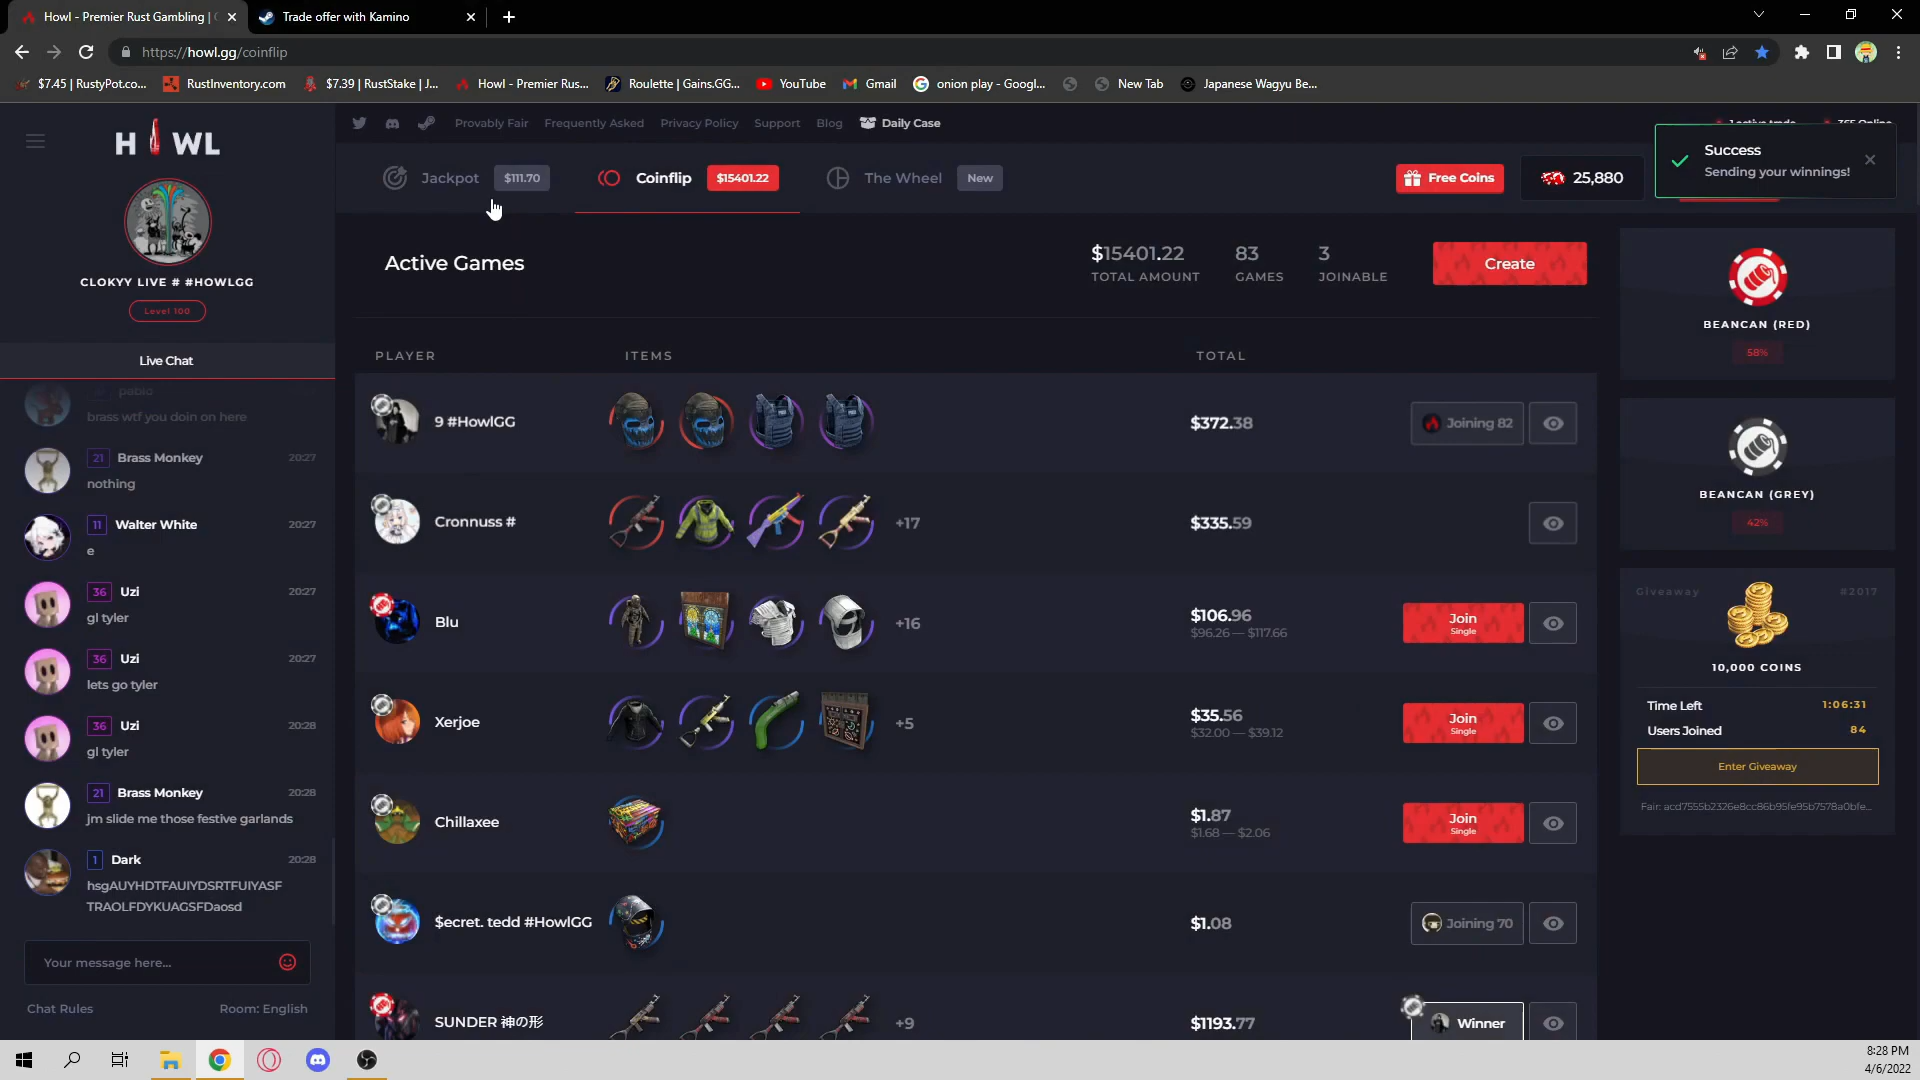 Howl - Premier Rust Gambling | C
Trade offer with Kamino
https://howl.gg/coinflip
$7.45 | RustyPot.co...
RustInventory.com
$7.39 | RustStake | J...
Howl - Premier Rus...
Roulette | Gains.GG...
YouTube
Gmail
onion play - Googl...
New Tab
Japanese Wagyu Be...
H WL
CLOKYY LIVE # #HOWLGG
Level 100
Live Chat
pablo
brass wtf you doin on here
21 Brass Monkey 20:27
nothing
11 Walter White 20:27
e
36 Uzi 20:27
gl tyler
36 Uzi 20:27
lets go tyler
36 Uzi 20:28
gl tyler
21 Brass Monkey 20:28
jm slide me those festive garlands
1 Dark 20:28
hsgAUYHDTFAUIYDSRTFUIYASF
TRAOLFDYKUAGSFDaosd
Your message here...
Chat Rules
Room: English
Provably Fair
Frequently Asked
Privacy Policy
Support
Blog
Daily Case
1 active trade
365 Online
Jackpot $111.70
Coinflip $15401.22
The Wheel New
Free Coins
25,880
Success
Sending your winnings!
Active Games
$15401.22
TOTAL AMOUNT
83
GAMES
3
JOINABLE
Create
PLAYER ITEMS TOTAL
9 #HowlGG $372.38 Joining 82
Cronnuss # +17 $335.59
Blu +16 $106.96
$96.26 — $117.66
Join
Single
Xerjoe +5 $35.56
$32.00 — $39.12
Join
Single
Chillaxee $1.87
$1.68 — $2.06
Join
Single
$ecret. tedd #HowlGG $1.08 Joining 70
SUNDER 神の形 +9 $1193.77 Winner
BEANCAN (RED)
58%
BEANCAN (GREY)
42%
Giveaway #2017
10,000 COINS
Time Left 1:06:31
Users Joined 84
Enter Giveaway
Fair: acd7555b2326e8cc86b95fe95b7578a0bfe...
8:28 PM
4/6/2022